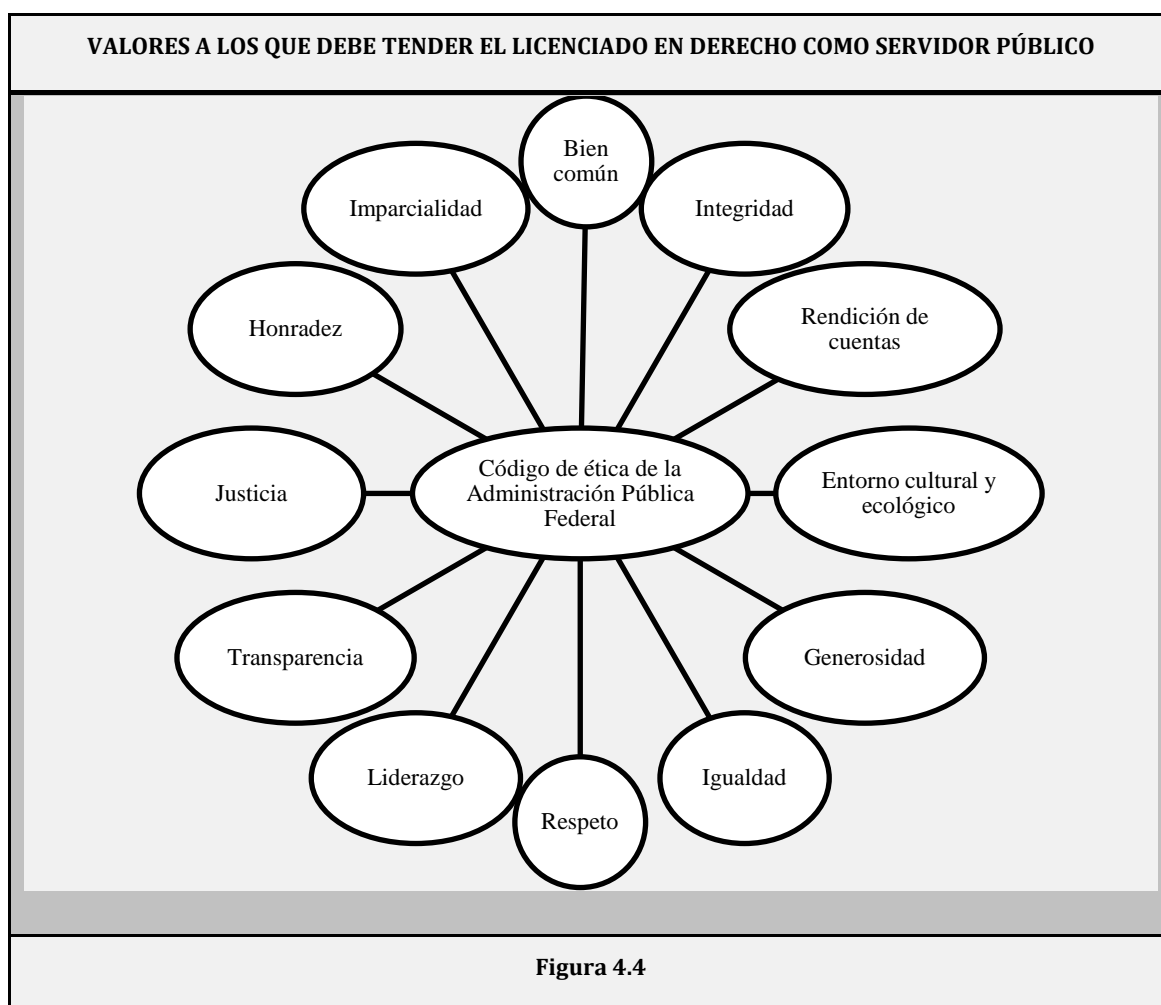 VALORES A LOS QUE DEBE TENDER EL LICENCIADO EN DERECHO COMO SERVIDOR PÚBLICO
Bien
común
Imparcialidad
Integridad
Honradez
Rendición de
cuentas
Justicia
Código de ética de la
Administración Pública
Federal
Entorno cultural y
ecológico
Transparencia
Generosidad
Liderazgo
Igualdad
Respeto
Figura 4.4